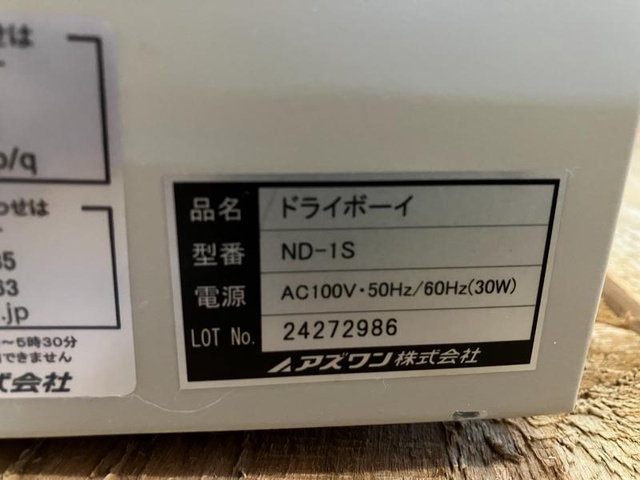 せは
o/q
わせは
35
63
.jp
～5時30分
できません
式会社
品名 ドライボーイ
型番 ND-1S
電源 AC100V・50Hz/60Hz(30W)
LOT No. 24272986
アズワン株式会社